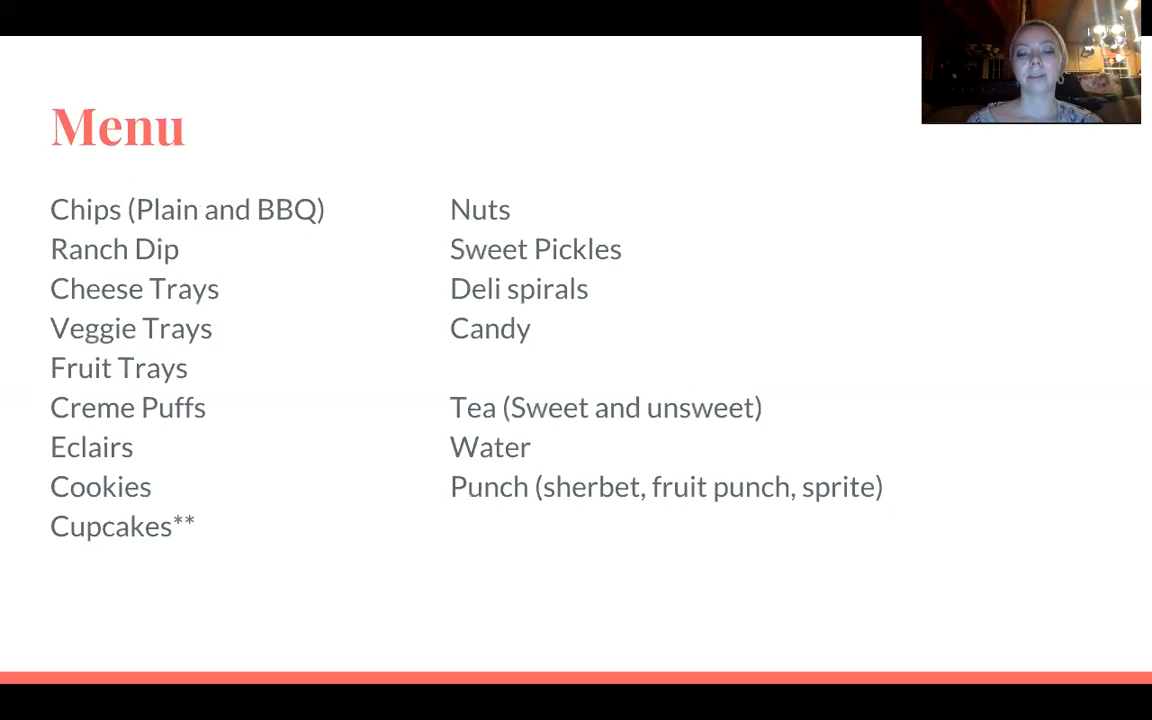 Menu
Chips (Plain and BBQ)
Ranch Dip
Cheese Trays
Veggie Trays
Fruit Trays
Creme Puffs
Eclairs
Cookies
Cupcakes**
Nuts
Sweet Pickles
Deli spirals
Candy
Tea (Sweet and unsweet)
Water
Punch (sherbet, fruit punch, sprite)